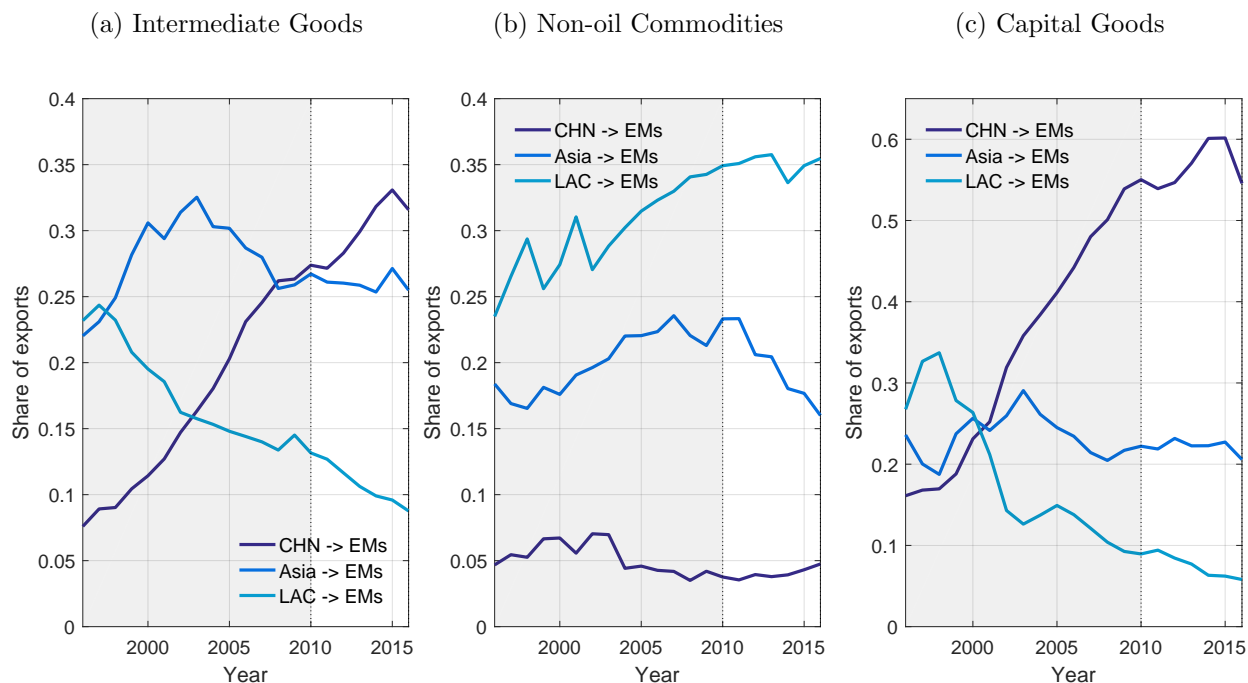 (a) Intermediate Goods
0.4
0.35
0.3
0.25
0.2
0.15
0.1
0.05
0
Share of exports
CHN -> EMs
Asia -> EMs
LAC -> EMs
2000 2005 2010 2015
Year
(b) Non-oil Commodities
0.4
0.35
0.3
0.25
0.2
0.15
0.1
0.05
0
Share of exports
CHN -> EMs
Asia -> EMs
LAC -> EMs
2000 2005 2010 2015
Year
(c) Capital Goods
0.6
0.5
0.4
0.3
0.2
0.1
0
Share of exports
CHN -> EMs
Asia -> EMs
LAC -> EMs
2000 2005 2010 2015
Year